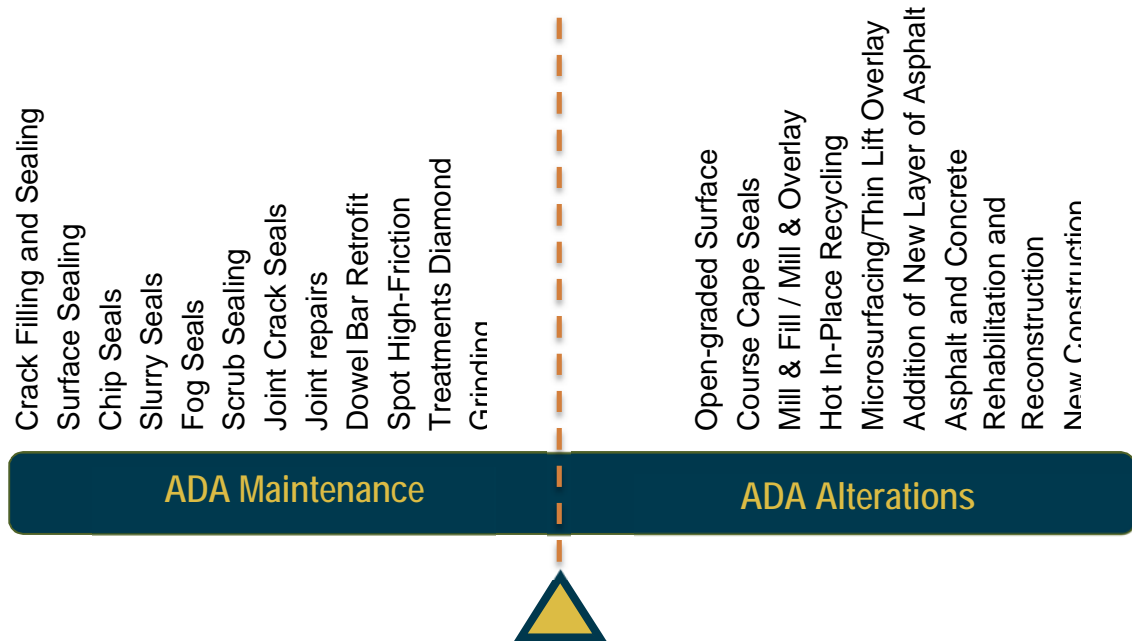 Crack Filling and Sealing
Surface Sealing
Chip Seals
Slurry Seals
Fog Seals
Scrub Sealing
Joint Crack Seals
Joint repairs
Dowel Bar Retrofit
Spot High-Friction
Treatments Diamond
Grinding
Open-graded Surface
Course Cape Seals
Mill & Fill / Mill & Overlay
Hot In-Place Recycling
Microsurfacing/Thin Lift Overlay
Addition of New Layer of Asphalt
Asphalt and Concrete
Rehabilitation and
Reconstruction
New Construction
ADA Maintenance
ADA Alterations